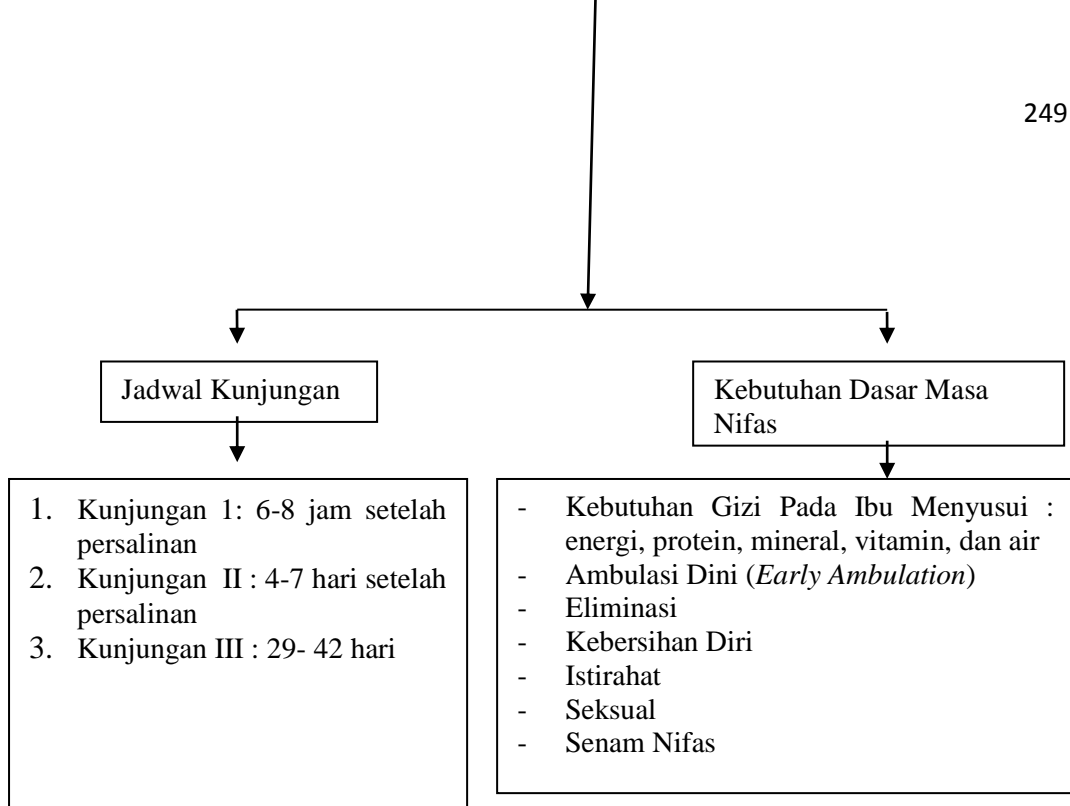 249
Jadwal Kunjungan
Kebutuhan Dasar Masa
Nifas
1. Kunjungan 1: 6-8 jam setelah
persalinan
2. Kunjungan II : 4-7 hari setelah
persalinan
3. Kunjungan III : 29- 42 hari
- Kebutuhan Gizi Pada Ibu Menyusui :
energi, protein, mineral, vitamin, dan air
- Ambulasi Dini (Early Ambulation)
- Eliminasi
- Kebersihan Diri
- Istirahat
- Seksual
- Senam Nifas